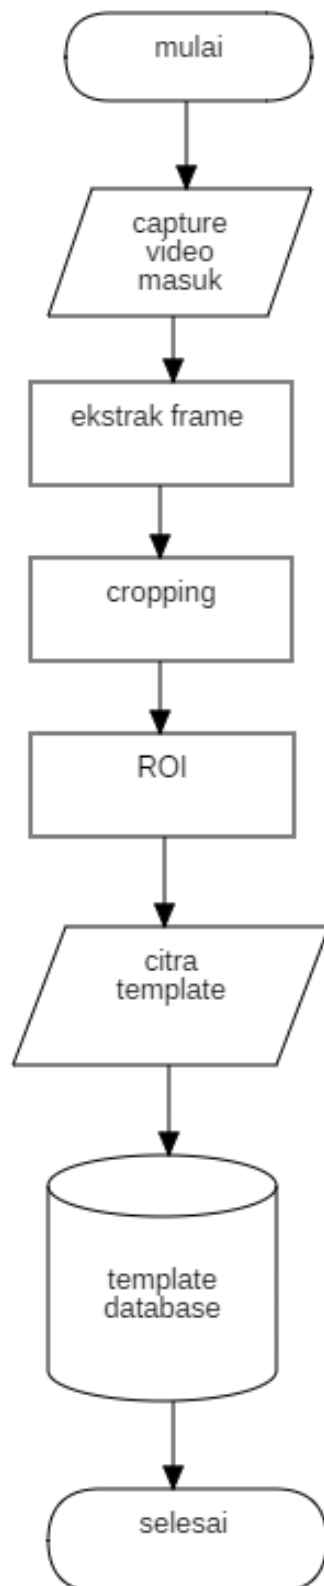 mulai
capture
video
masuk
ekstrak frame
cropping
ROI
citra
template
template
database
selesai